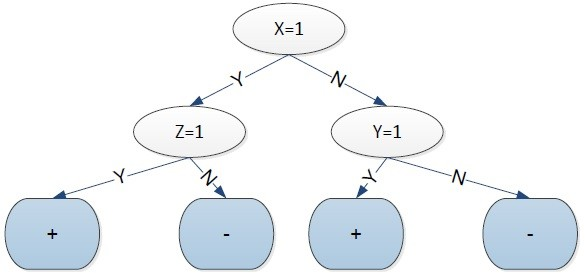 X=1
Y N
Z=1 Y=1
Y N Y N
+ - + -